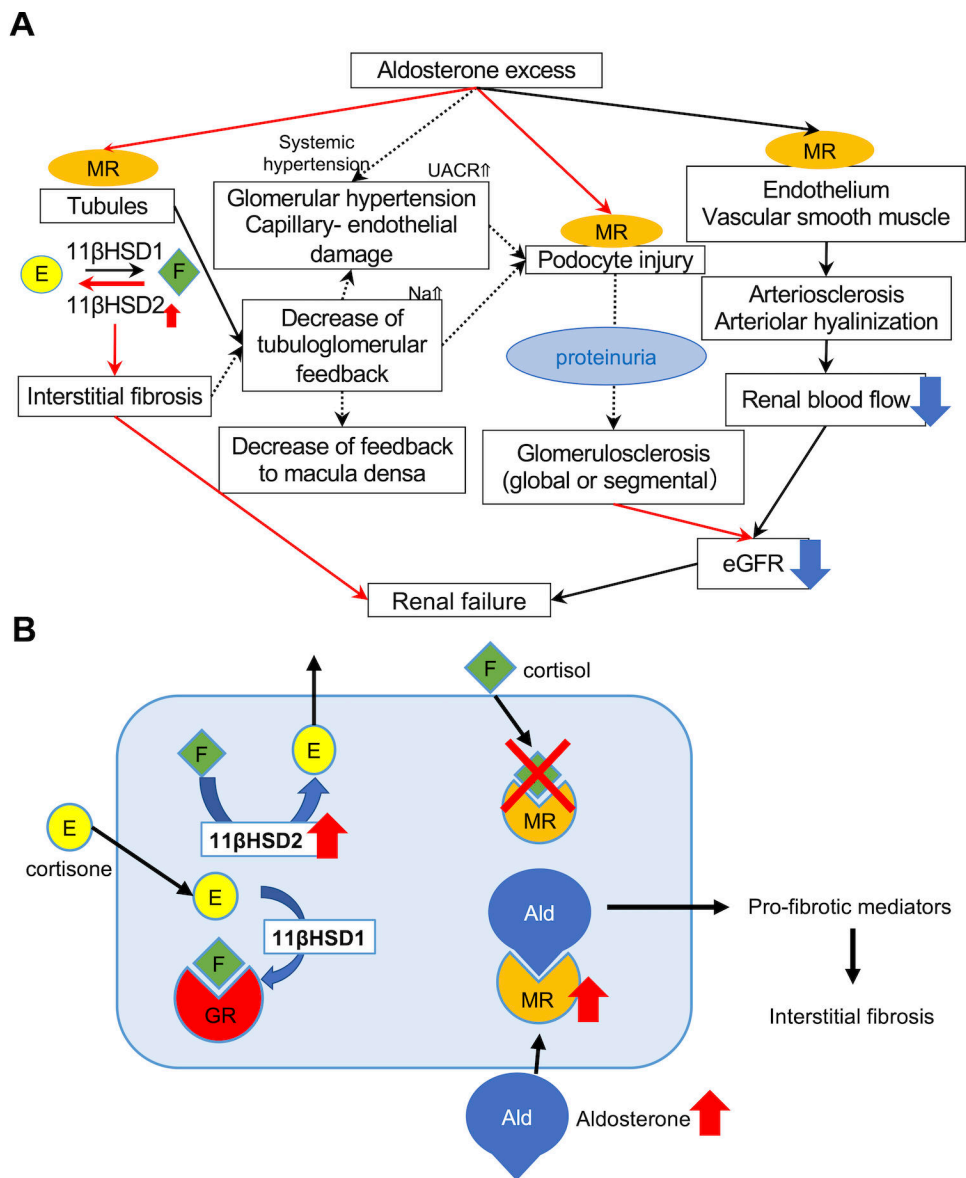 A
Aldosterone excess
Systemic
hypertension
UACR⇑
MR
Tubules
11βHSD1
E
F
11βHSD2
Interstitial fibrosis
Glomerular hypertension
Capillary- endothelial
damage
Na⇑
Decrease of
tubuloglomerular
feedback
Decrease of feedback
to macula densa
MR
Podocyte injury
proteinuria
Glomerulosclerosis
(global or segmental)
MR
Endothelium
Vascular smooth muscle
Arteriosclerosis
Arteriolar hyalinization
Renal blood flow
eGFR
Renal failure
B
F
cortisol
F
E
11βHSD2
MR
E
cortisone
E
11βHSD1
F
GR
Ald
MR
Pro-fibrotic mediators
Interstitial fibrosis
Ald
Aldosterone